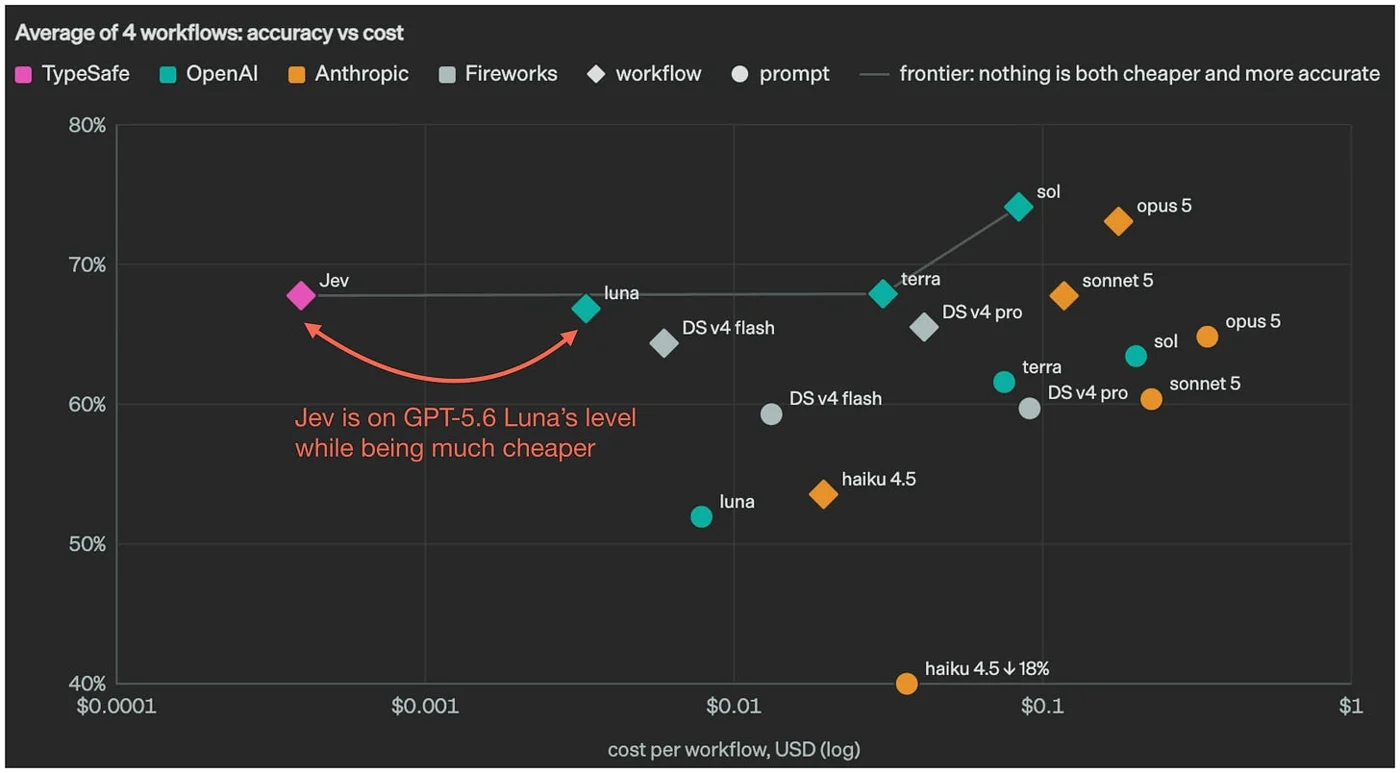 Average of 4 workflows: accuracy vs cost
TypeSafe OpenAI Anthropic Fireworks workflow prompt frontier: nothing is both cheaper and more accurate
80%
sol
opus 5
70%
Jev
terra
sonnet 5
luna
DS v4 pro
opus 5
DS v4 flash
sol
terra
sonnet 5
DS v4 pro
60%
DS v4 flash
Jev is on GPT-5.6 Luna's level
while being much cheaper
haiku 4.5
luna
50%
haiku 4.5 ↓ 18%
40%
$0.0001 $0.001 $0.01 $0.1 $1
cost per workflow, USD (log)